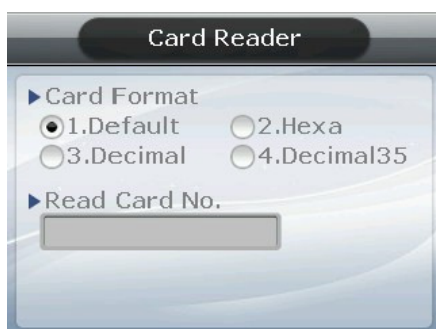 Card Reader
Card Format
1.Default 2.Hexa
3.Decimal 4.Decimal35
Read Card No.